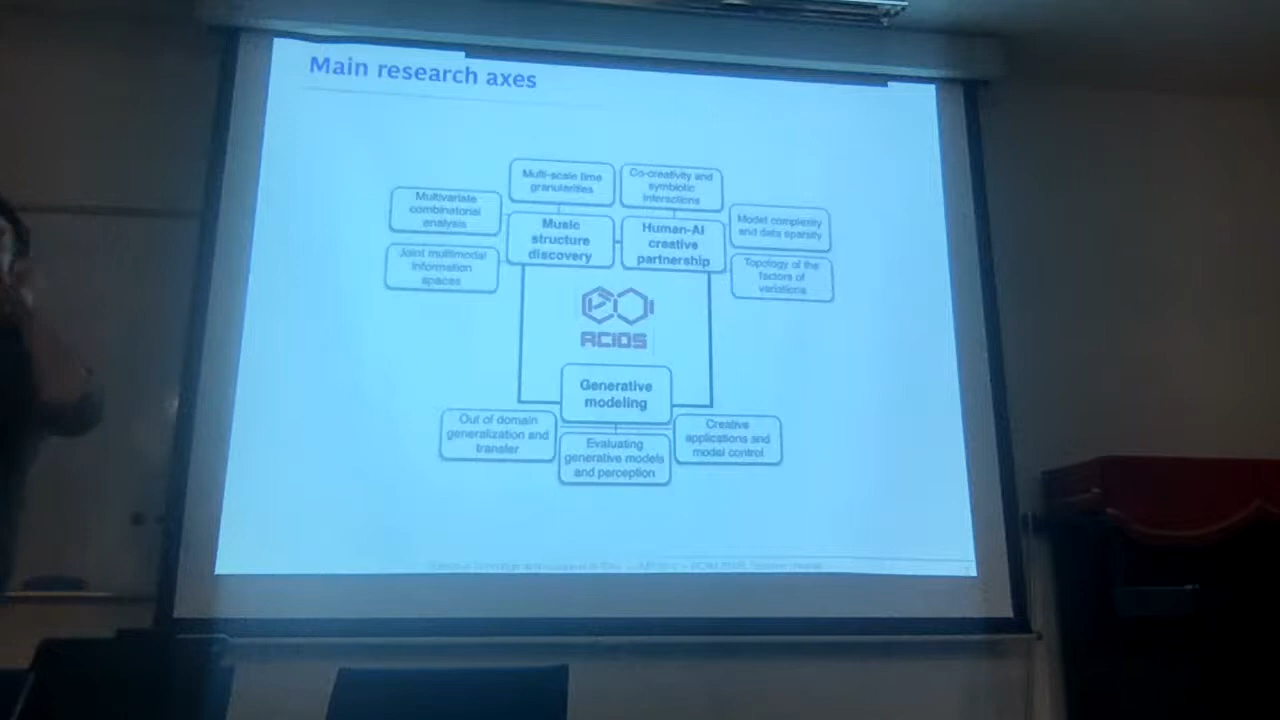 Main research axes
Multi-scale time
granularities
Co-creativity and
symbiotic
interactions
Multivariate
combinatorial
analysis
Music
structure
discovery
Human-AI
creative
partnership
Model complexity
and data sparsity
Joint multimodal
information
spaces
Topology of the
factors of
variations
ACIDS
Generative
modeling
Out of domain
generalization and
transfer
Evaluating
generative models
and perception
Creative
applications and
model control